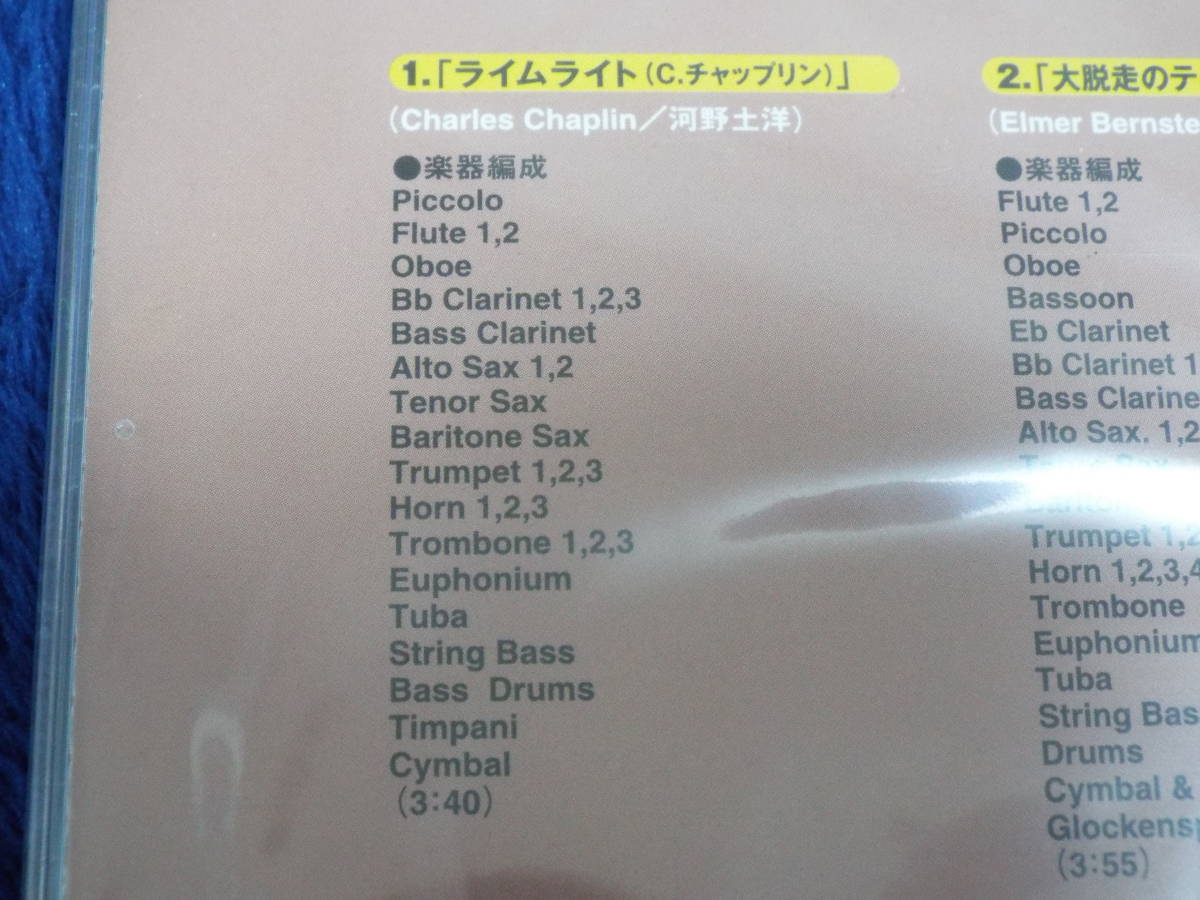 1.「ライムライト(C.チャップリン)」
(Charles Chaplin／河野土洋)
●楽器編成
Piccolo
Flute 1,2
Oboe
Bb Clarinet 1,2,3
Bass Clarinet
Alto Sax 1,2
Tenor Sax
Baritone Sax
Trumpet 1,2,3
Horn 1,2,3
Trombone 1,2,3
Euphonium
Tuba
String Bass
Bass Drums
Timpani
Cymbal
(3:40)
2.「大脱走のテ
(Elmer Bernste
●楽器編成
Flute 1,2
Piccolo
Oboe
Bassoon
Eb Clarinet
Bb Clarinet 1
Bass Clarine
Alto Sax. 1,2
Trumpet 1,2
Horn 1,2,3,4
Trombone
Euphonium
Tuba
String Bas
Drums
Cymbal &
Glockensp
(3:55)